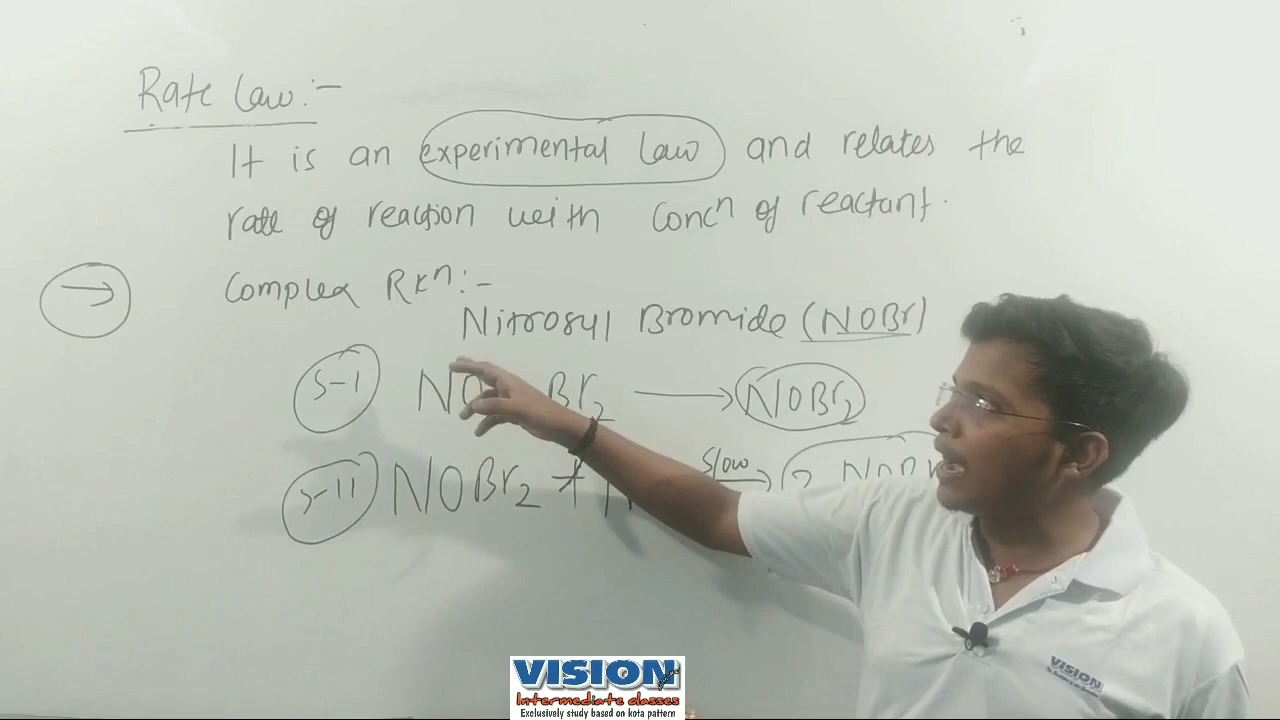 Rate law:-
It is an experimental law and relates the
rate of reaction with concn of reactant.
→ Complex Rxn:-
Nitrosyl Bromide (NOBr)
S-I NO Br2 → NOBr2
S-II NOBr2 + slow → 2 NOBr
VISION
VISION
Intermediate classes
Exclusively study based on kota pattern